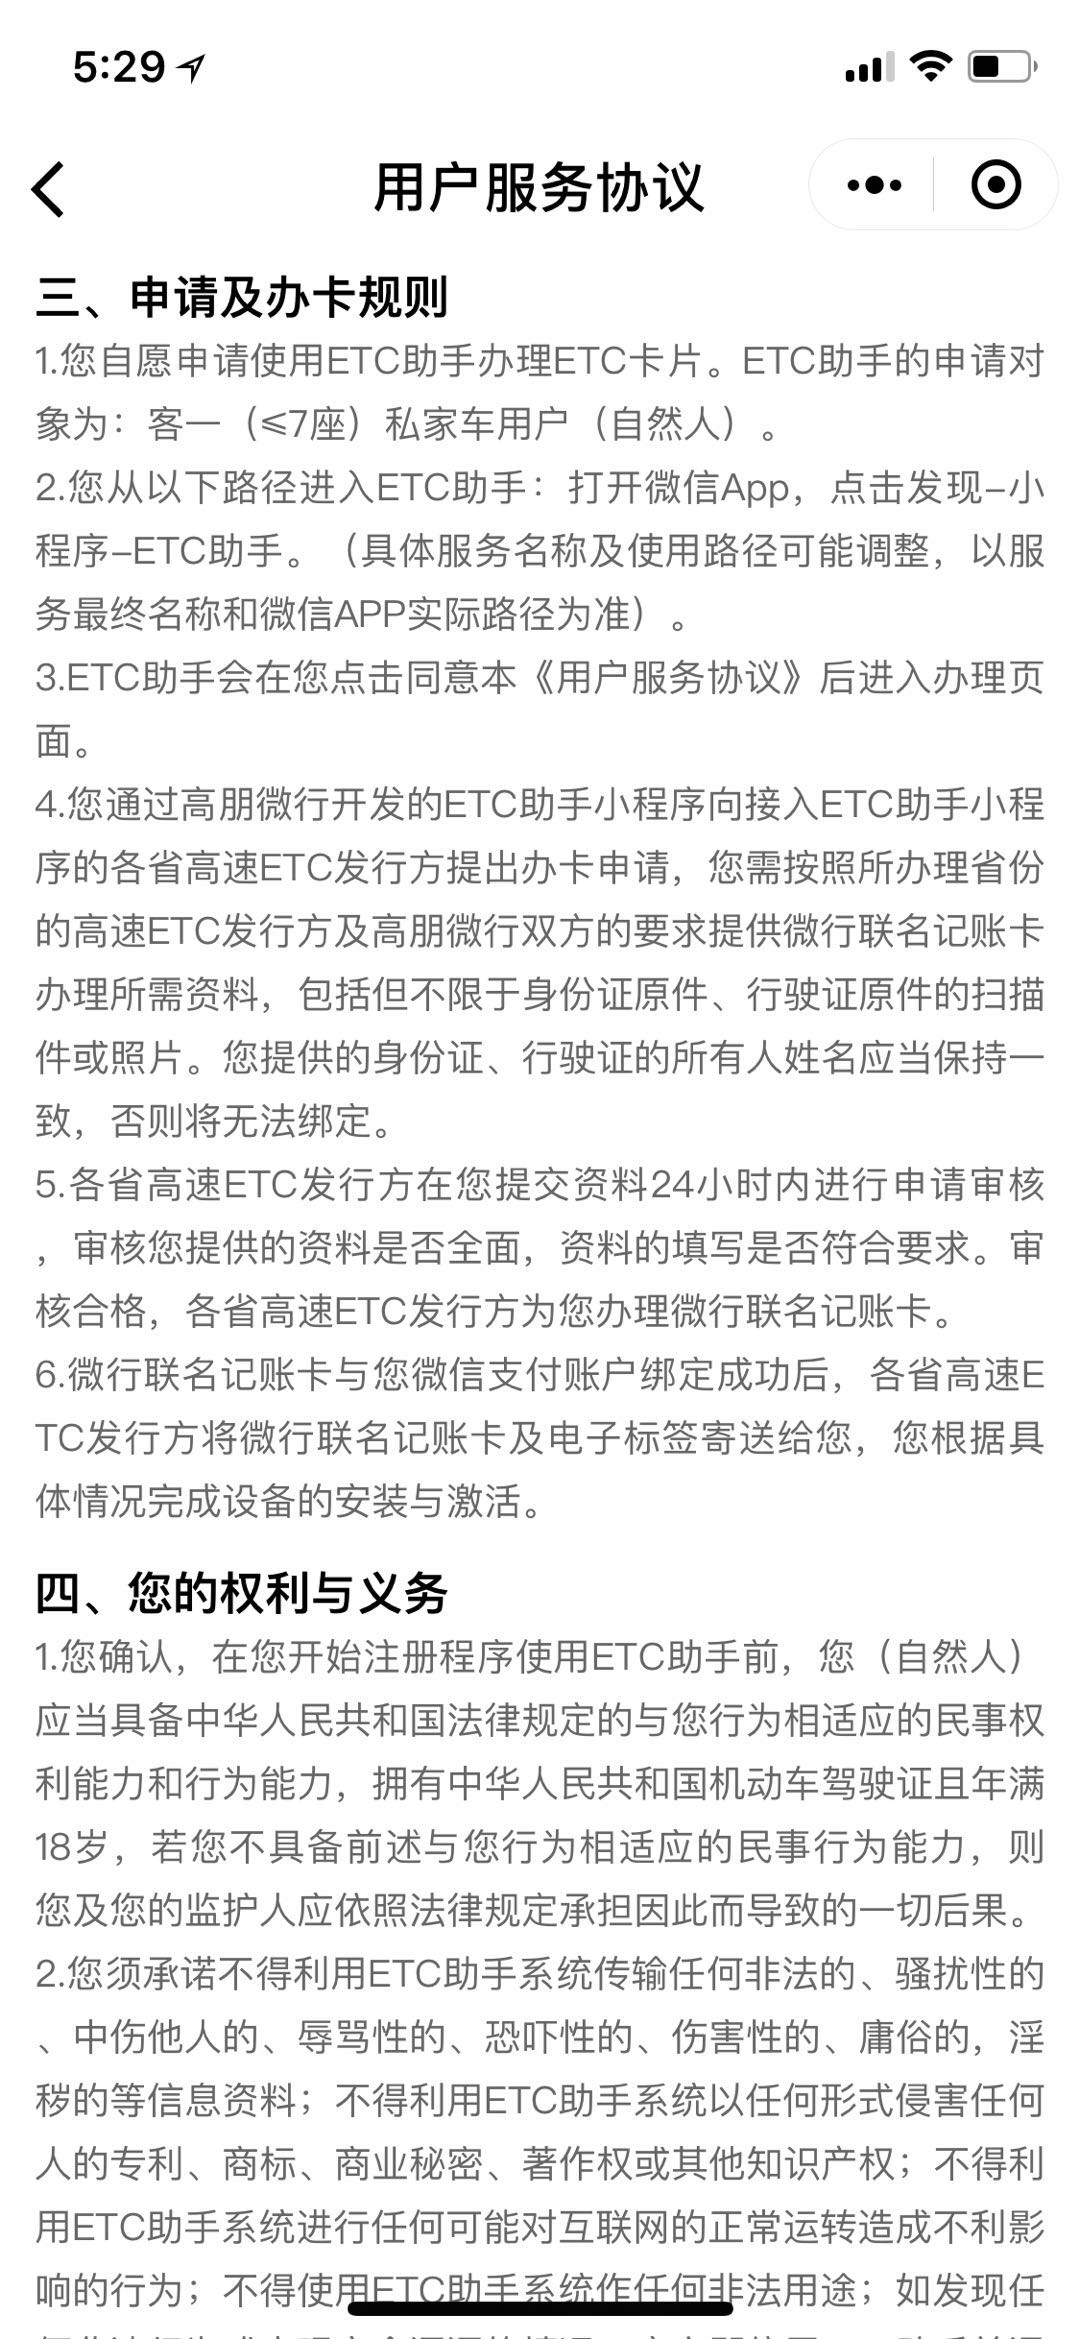 5:29
用户服务协议
三、申请及办卡规则
1.您自愿申请使用ETC助手办理ETC卡片。ETC助手的申请对
象为：客一（≤7座）私家车用户（自然人）。
2.您从以下路径进入ETC助手：打开微信App，点击发现–小
程序–ETC助手。（具体服务名称及使用路径可能调整，以服
务最终名称和微信APP实际路径为准）。
3.ETC助手会在您点击同意本《用户服务协议》后进入办理页
面。
4.您通过高朋微行开发的ETC助手小程序向接入ETC助手小程
序的各省高速ETC发行方提出办卡申请，您需按照所办理省份
的高速ETC发行方及高朋微行双方的要求提供微行联名记账卡
办理所需资料，包括但不限于身份证原件、行驶证原件的扫描
件或照片。您提供的身份证、行驶证的所有人姓名应当保持一
致，否则将无法绑定。
5.各省高速ETC发行方在您提交资料24小时内进行申请审核
，审核您提供的资料是否全面，资料的填写是否符合要求。审
核合格，各省高速ETC发行方为您办理微行联名记账卡。
6.微行联名记账卡与您微信支付账户绑定成功后，各省高速E
TC发行方将微行联名记账卡及电子标签寄送给您，您根据具
体情况完成设备的安装与激活。
四、您的权利与义务
1.您确认，在您开始注册程序使用ETC助手前，您（自然人）
应当具备中华人民共和国法律规定的与您行为相适应的民事权
利能力和行为能力，拥有中华人民共和国机动车驾驶证且年满
18岁，若您不具备前述与您行为相适应的民事行为能力，则
您及您的监护人应依照法律规定承担因此而导致的一切后果。
2.您须承诺不得利用ETC助手系统传输任何非法的、骚扰性的
、中伤他人的、辱骂性的、恐吓性的、伤害性的、庸俗的，淫
秽的等信息资料；不得利用ETC助手系统以任何形式侵害任何
人的专利、商标、商业秘密、著作权或其他知识产权；不得利
用ETC助手系统进行任何可能对互联网的正常运转造成不利影
响的行为；不得使用ETC助手系统作任何非法用途；如发现任